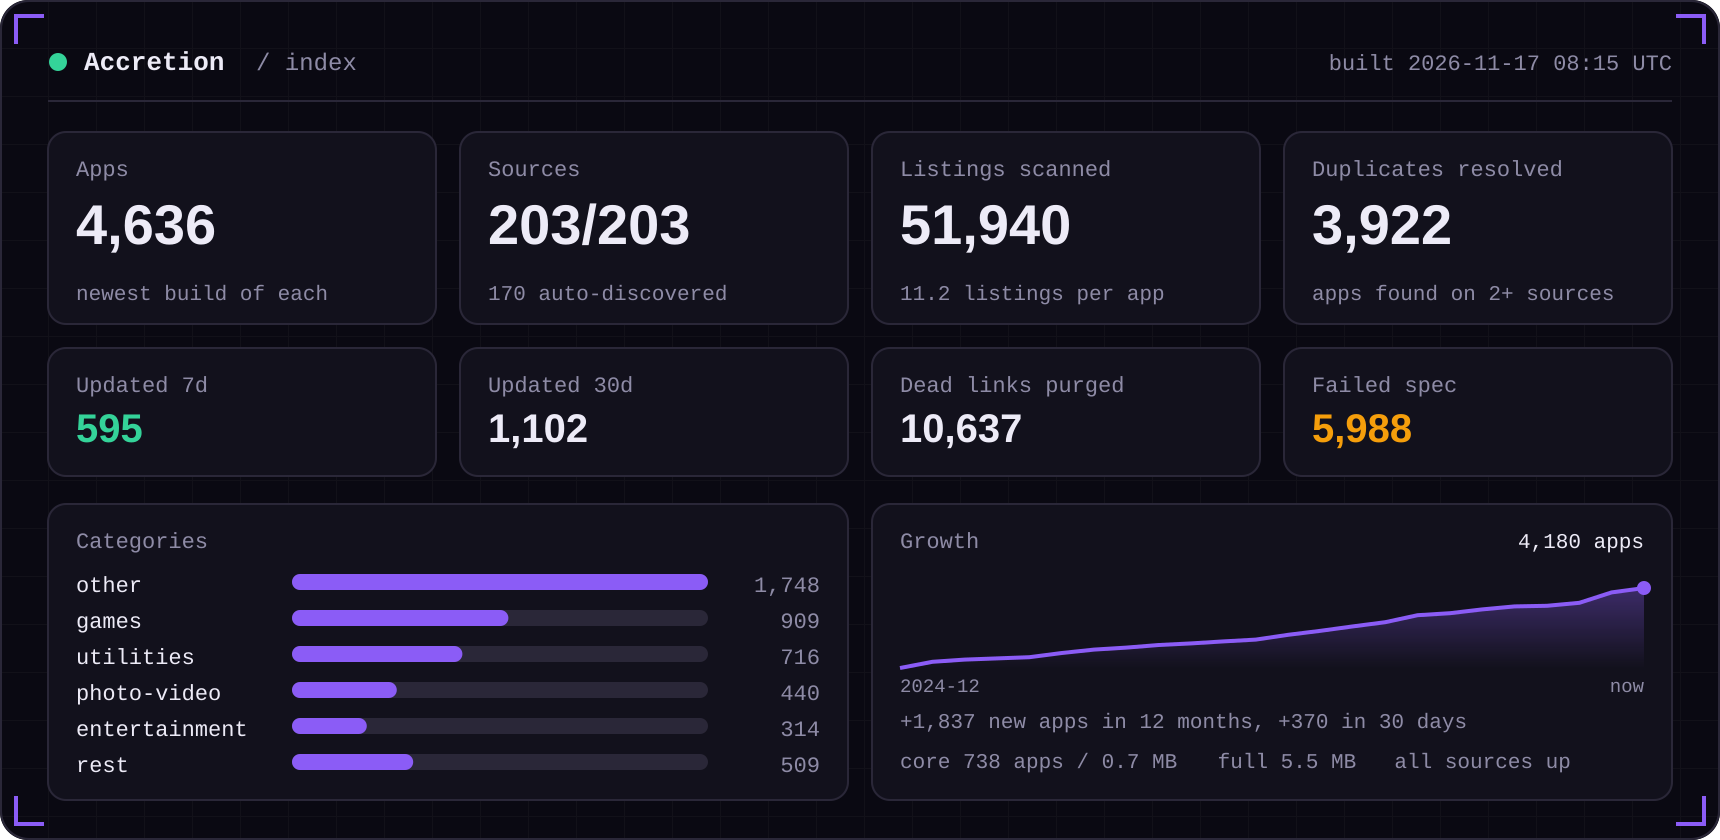 Accretion / index
built 2026-11-17 08:15 UTC
Apps
4,636
newest build of each
Sources
203/203
170 auto-discovered
Listings scanned
51,940
11.2 listings per app
Duplicates resolved
3,922
apps found on 2+ sources
Updated 7d
595
Updated 30d
1,102
Dead links purged
10,637
Failed spec
5,988
Categories
other 1,748
games 909
utilities 716
photo-video 440
entertainment 314
rest 509
Growth
4,180 apps
2024-12
now
+1,837 new apps in 12 months, +370 in 30 days
core 738 apps / 0.7 MB full 5.5 MB all sources up